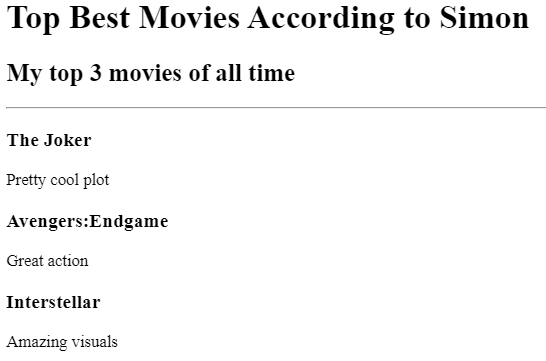 Top Best Movies According to Simon
My top 3 movies of all time
The Joker
Pretty cool plot
Avengers:Endgame
Great action
Interstellar
Amazing visuals